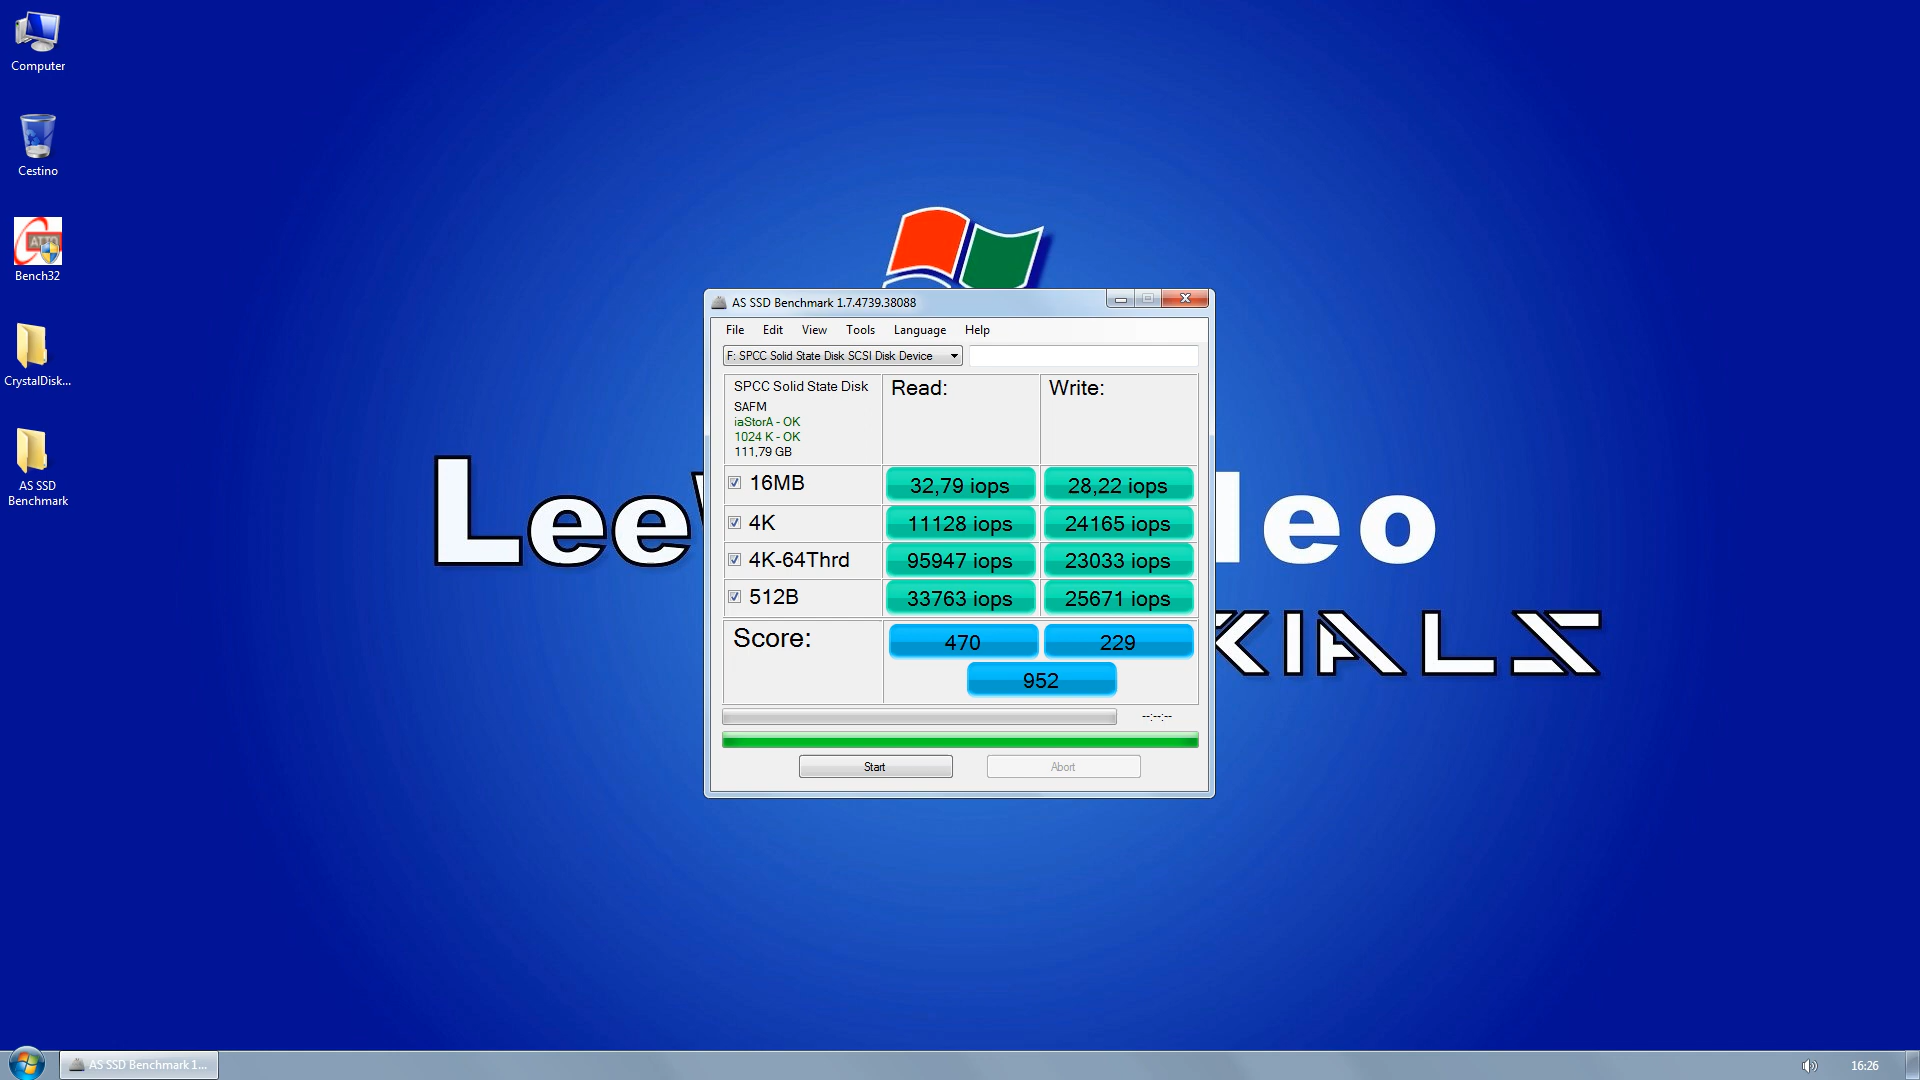 Computer
Cestino
Bench32
CrystalDisk...
AS SSD
Benchmark
AS SSD Benchmark 1.7.4739.38088
File Edit View Tools Language Help
F: SPCC Solid State Disk SCSI Disk Device
SPCC Solid State Disk
SAFM
iaStorA - OK
1024 K - OK
111,79 GB
Read: Write:
16MB 32,79 iops 28,22 iops
4K 11128 iops 24165 iops
4K-64Thrd 95947 iops 23033 iops
512B 33763 iops 25671 iops
Score: 470 229
952
--:--:--
Start Abort
Lee
eo
IALS
AS SSD Benchmark 1...
16:26